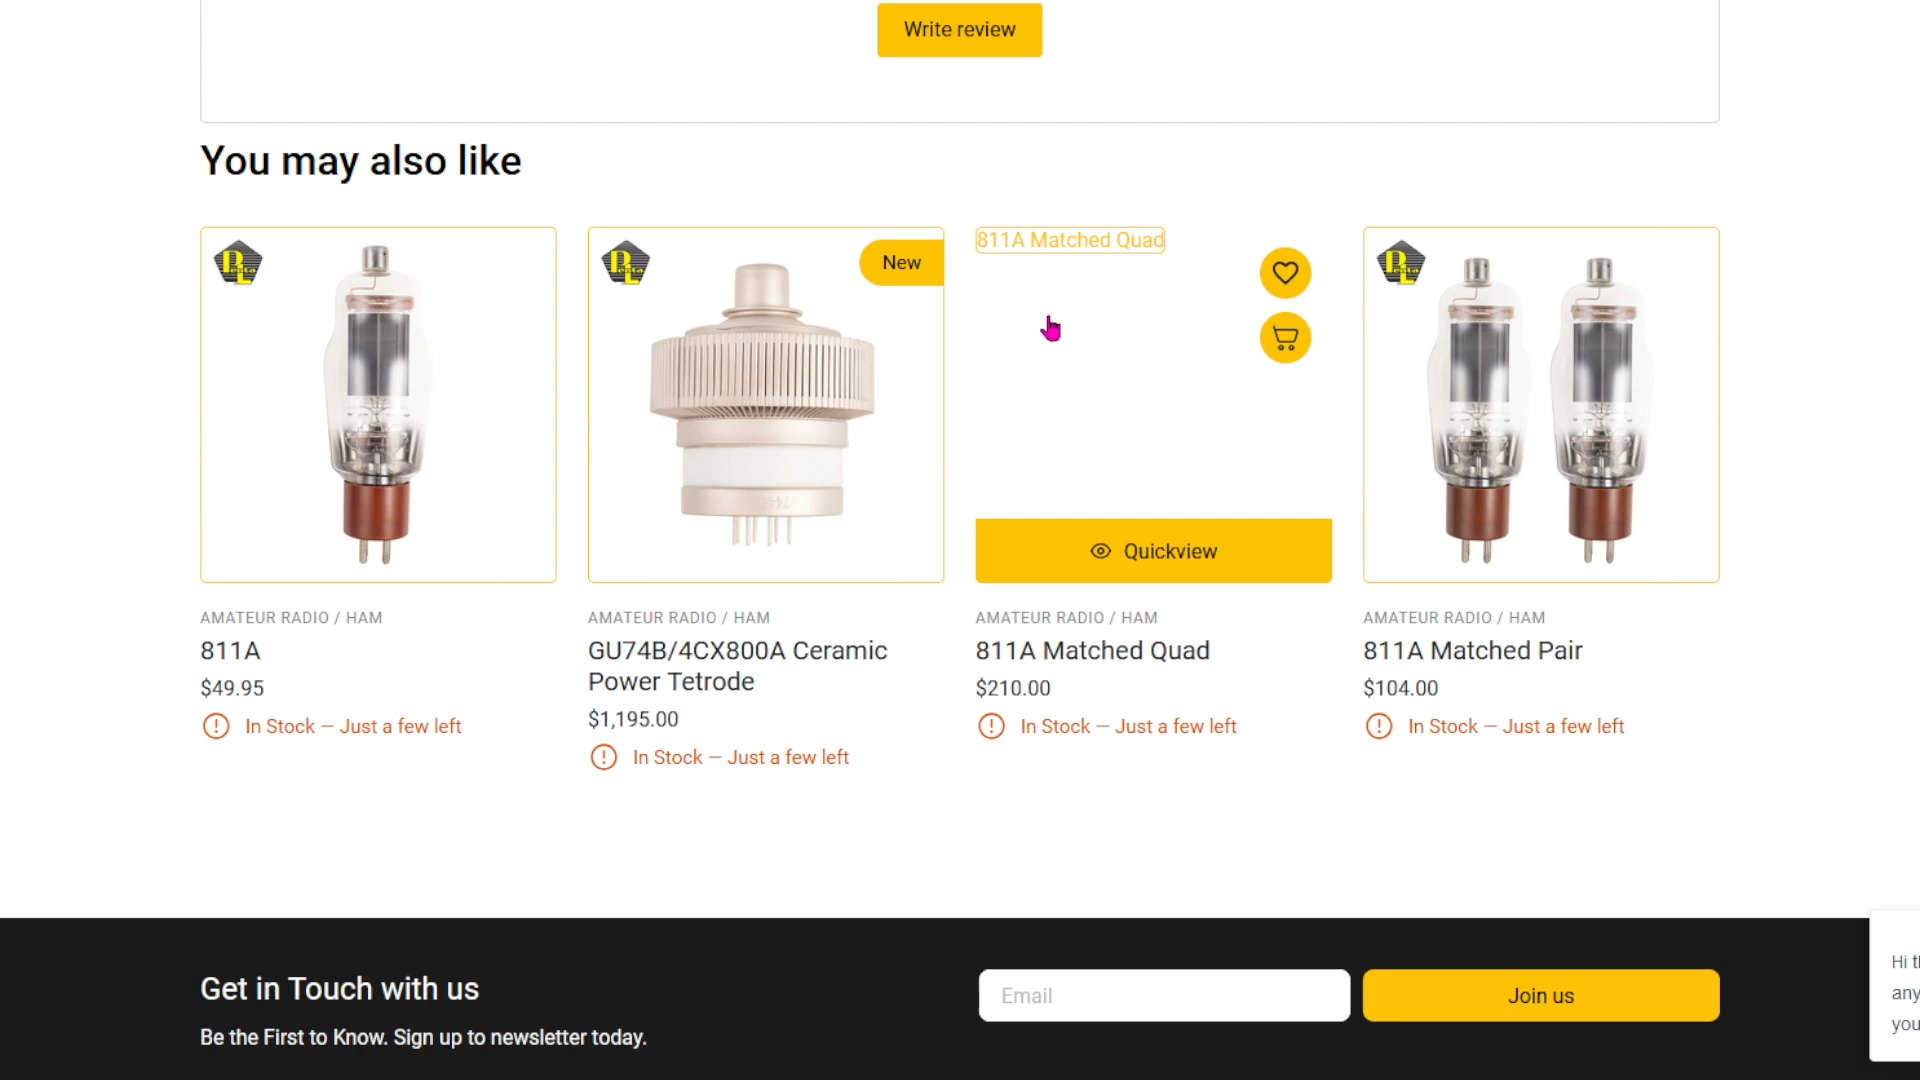 Write review
You may also like
New
811A Matched Quad
Quickview
AMATEUR RADIO / HAM
811A
$49.95
In Stock — Just a few left
AMATEUR RADIO / HAM
GU74B/4CX800A Ceramic
Power Tetrode
$1,195.00
In Stock — Just a few left
AMATEUR RADIO / HAM
811A Matched Quad
$210.00
In Stock — Just a few left
AMATEUR RADIO / HAM
811A Matched Pair
$104.00
In Stock — Just a few left
Get in Touch with us
Be the First to Know. Sign up to newsletter today.
Email
Join us
Hi
any
you